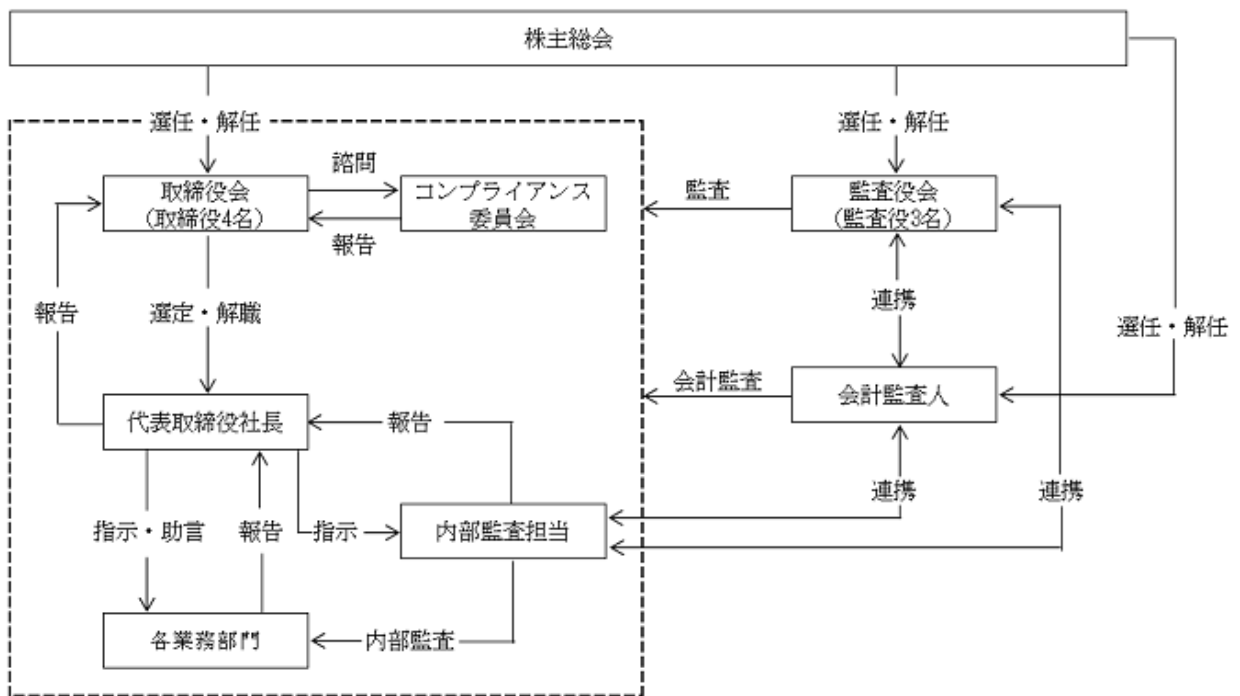 株主総会
選任・解任
選任・解任
諮問
取締役会
(取締役4名)
コンプライアンス
委員会
監査
監査役会
(監査役3名)
報告
報告
選定・解職
連携
選任・解任
会計監査
会計監査人
代表取締役社長
報告
連携
連携
指示・助言
報告
指示
内部監査担当
各業務部門
内部監査